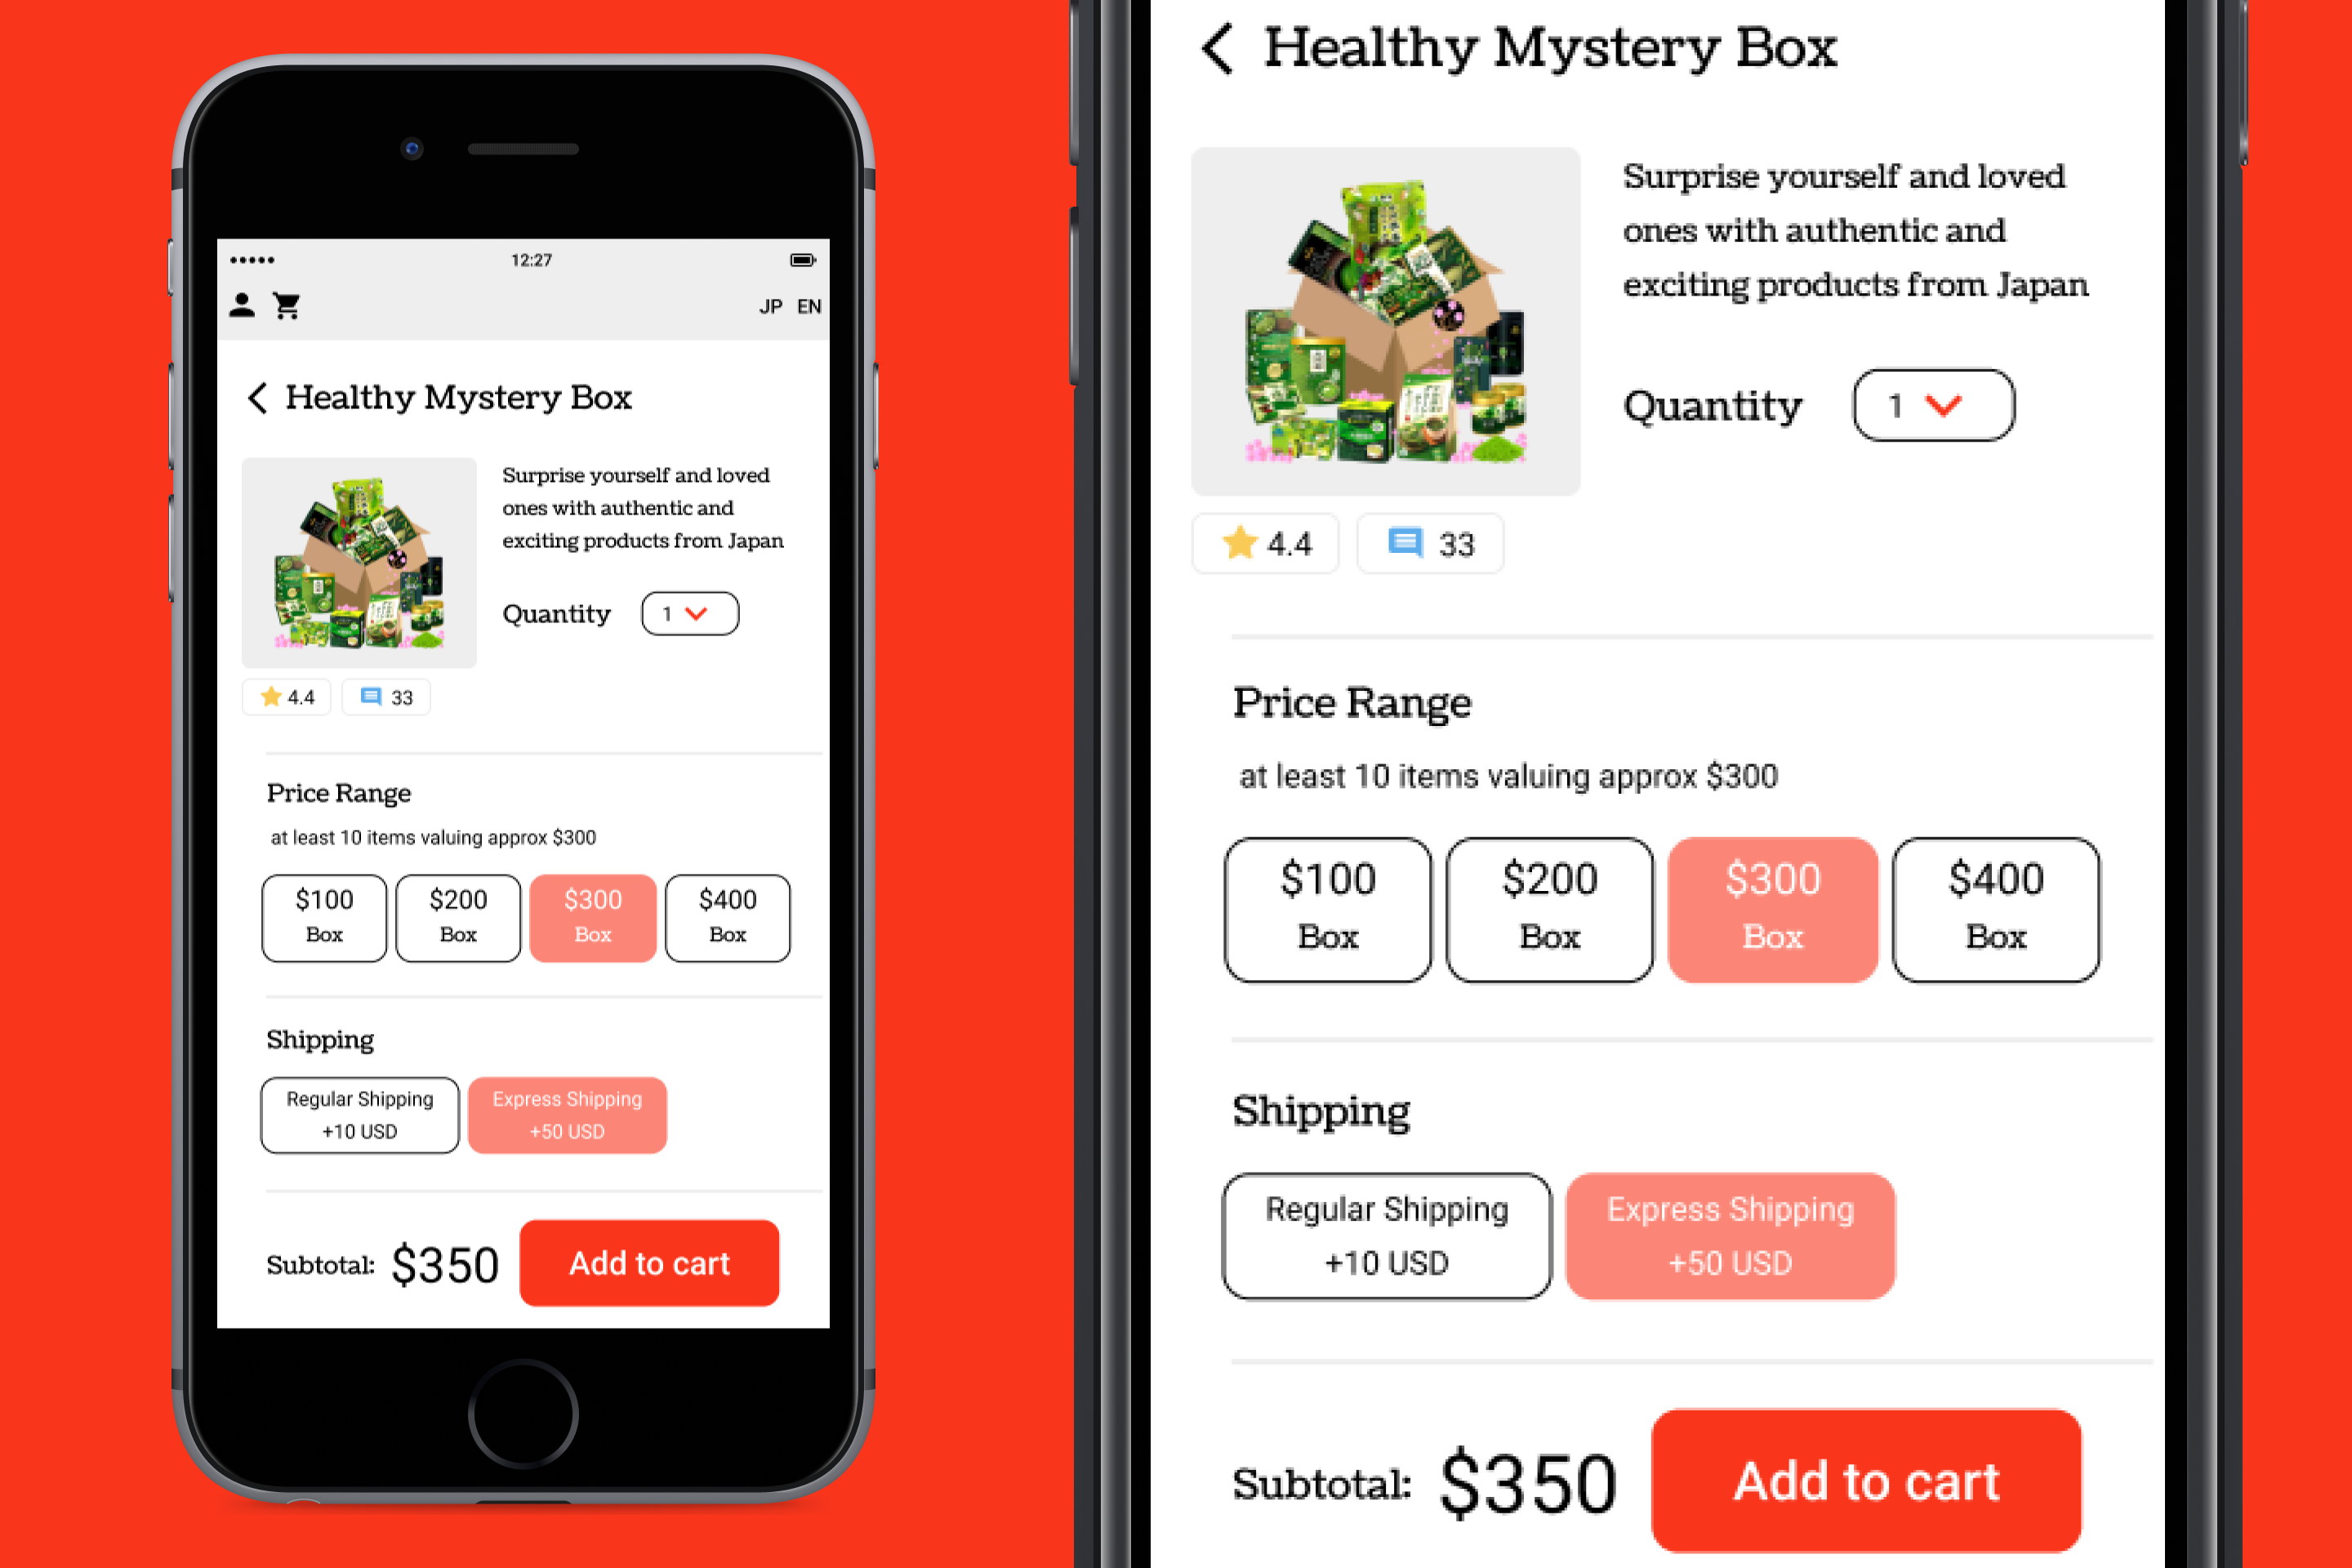 12:27
JP EN
Healthy Mystery Box
Surprise yourself and loved
ones with authentic and
exciting products from Japan
Quantity 1
4.4 33
Price Range
at least 10 items valuing approx $300
$100 $200 $300 $400
Box Box Box Box
Shipping
Regular Shipping Express Shipping
+10 USD +50 USD
Subtotal: $350 Add to cart
Healthy Mystery Box
Surprise yourself and loved
ones with authentic and
exciting products from Japan
Quantity 1
4.4 33
Price Range
at least 10 items valuing approx $300
$100 $200 $300 $400
Box Box Box Box
Shipping
Regular Shipping Express Shipping
+10 USD +50 USD
Subtotal: $350 Add to cart